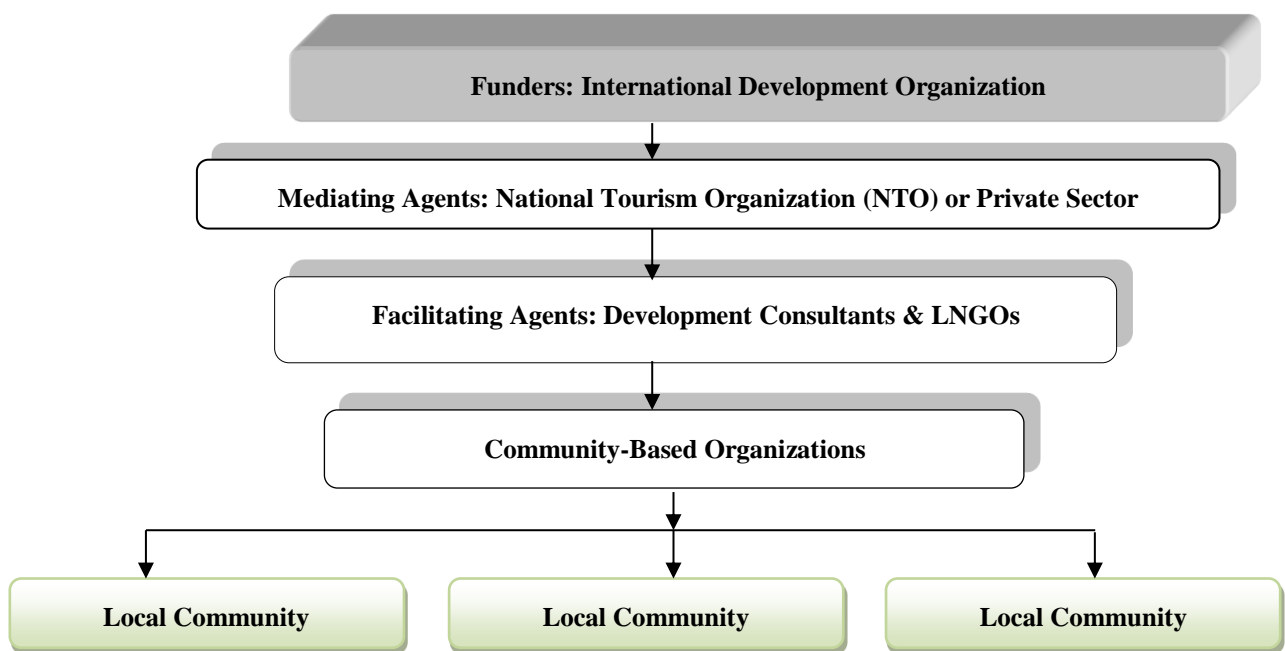 Funders: International Development Organization
Mediating Agents: National Tourism Organization (NTO) or Private Sector
Facilitating Agents: Development Consultants & LNGOs
Community-Based Organizations
Local Community
Local Community
Local Community